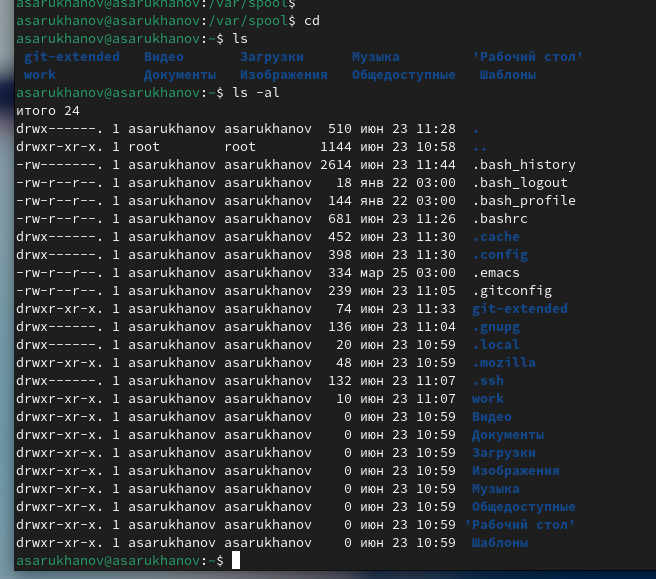 asarukhanov@asarukhanov:/var/spool$
asarukhanov@asarukhanov:/var/spool$ cd
asarukhanov@asarukhanov:~$ ls
git-extended Видео Загрузки Музыка 'Рабочий стол'
work Документы Изображения Общедоступные Шаблоны
asarukhanov@asarukhanov:~$ ls -al
итого 24
drwx------. 1 asarukhanov asarukhanov 510 июн 23 11:28 .
drwxr-xr-x. 1 root root 1144 июн 23 10:58 ..
-rw-------. 1 asarukhanov asarukhanov 2614 июн 23 11:44 .bash_history
-rw-r--r--. 1 asarukhanov asarukhanov 18 янв 22 03:00 .bash_logout
-rw-r--r--. 1 asarukhanov asarukhanov 144 янв 22 03:00 .bash_profile
-rw-r--r--. 1 asarukhanov asarukhanov 681 июн 23 11:26 .bashrc
drwx------. 1 asarukhanov asarukhanov 452 июн 23 11:30 .cache
drwx------. 1 asarukhanov asarukhanov 398 июн 23 11:30 .config
-rw-r--r--. 1 asarukhanov asarukhanov 334 мар 25 03:00 .emacs
-rw-r--r--. 1 asarukhanov asarukhanov 239 июн 23 11:05 .gitconfig
drwxr-xr-x. 1 asarukhanov asarukhanov 74 июн 23 11:33 git-extended
drwx------. 1 asarukhanov asarukhanov 136 июн 23 11:04 .gnupg
drwx------. 1 asarukhanov asarukhanov 20 июн 23 10:59 .local
drwxr-xr-x. 1 asarukhanov asarukhanov 48 июн 23 10:59 .mozilla
drwx------. 1 asarukhanov asarukhanov 132 июн 23 11:07 .ssh
drwxr-xr-x. 1 asarukhanov asarukhanov 10 июн 23 11:07 work
drwxr-xr-x. 1 asarukhanov asarukhanov 0 июн 23 10:59 Видео
drwxr-xr-x. 1 asarukhanov asarukhanov 0 июн 23 10:59 Документы
drwxr-xr-x. 1 asarukhanov asarukhanov 0 июн 23 10:59 Загрузки
drwxr-xr-x. 1 asarukhanov asarukhanov 0 июн 23 10:59 Изображения
drwxr-xr-x. 1 asarukhanov asarukhanov 0 июн 23 10:59 Музыка
drwxr-xr-x. 1 asarukhanov asarukhanov 0 июн 23 10:59 Общедоступные
drwxr-xr-x. 1 asarukhanov asarukhanov 0 июн 23 10:59 'Рабочий стол'
drwxr-xr-x. 1 asarukhanov asarukhanov 0 июн 23 10:59 Шаблоны
asarukhanov@asarukhanov:~$